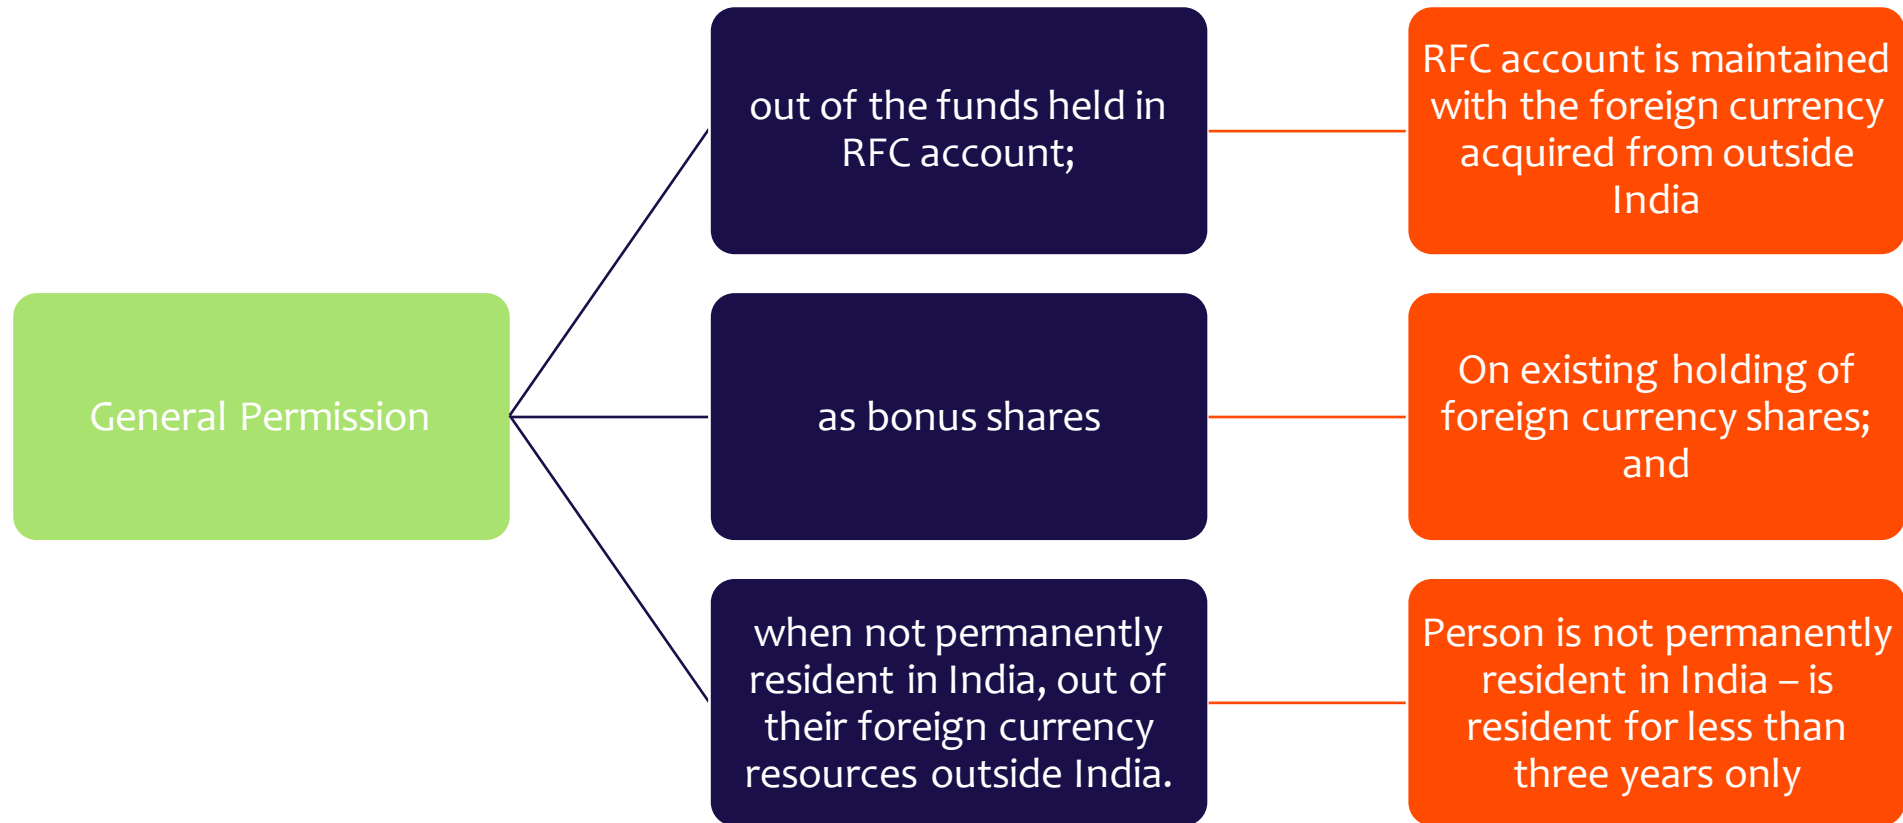 General Permission
out of the funds held in
RFC account;
RFC account is maintained
with the foreign currency
acquired from outside
India
as bonus shares
On existing holding of
foreign currency shares;
and
when not permanently
resident in India, out of
their foreign currency
resources outside India.
Person is not permanently
resident in India – is
resident for less than
three years only